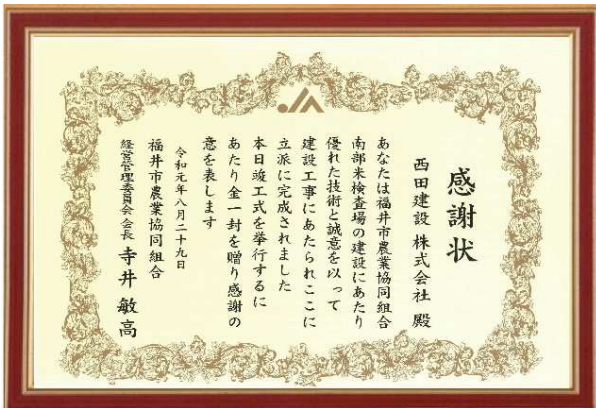 感謝状
西田建設 株式会社 殿
あなたは福井市農業協同組合
南部米検査場の建設にあたり
優れた技術と誠意を以って
建設工事にあたられここに
立派に完成されました
本日竣工式を挙行するに
あたり金一封を贈り感謝の
意を表します
令和元年八月二十九日
福井市農業協同組合
経営管理委員会会長 寺井敏高